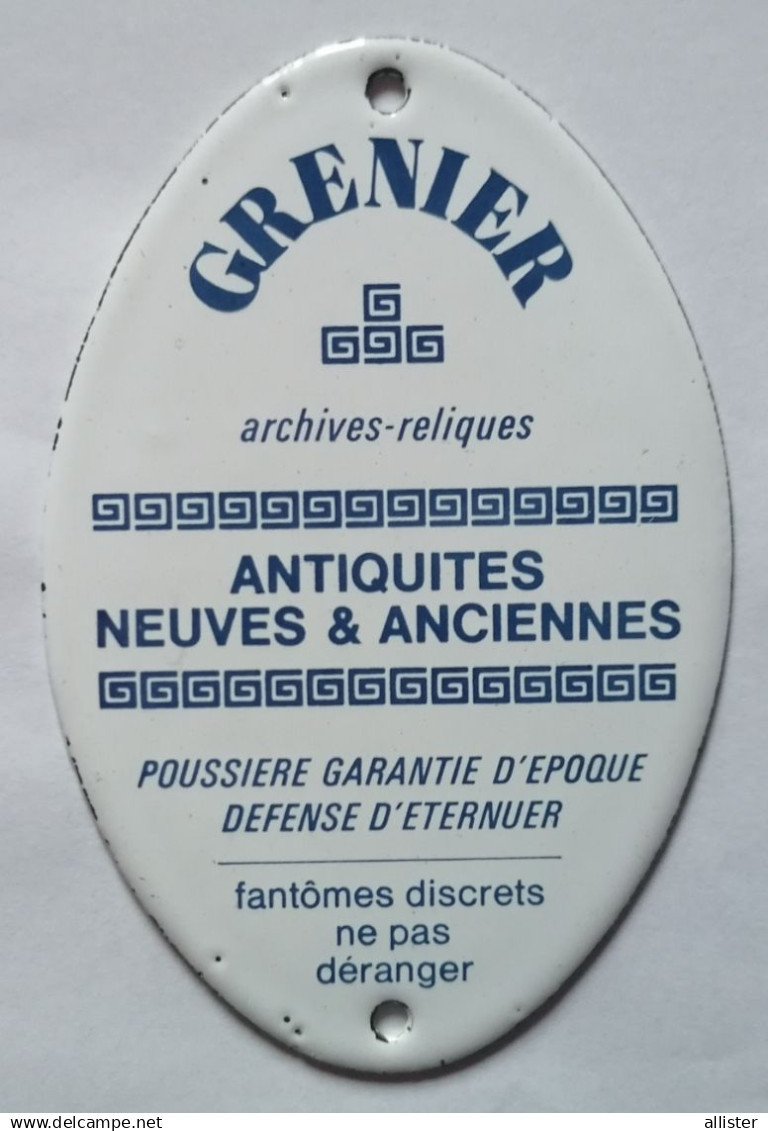 GRENIER
archives-reliques
ANTIQUITES
NEUVES & ANCIENNES
POUSSIERE GARANTIE D'EPOQUE
DEFENSE D'ETERNUER
fantômes discrets
ne pas
déranger
delcampe.net
allister